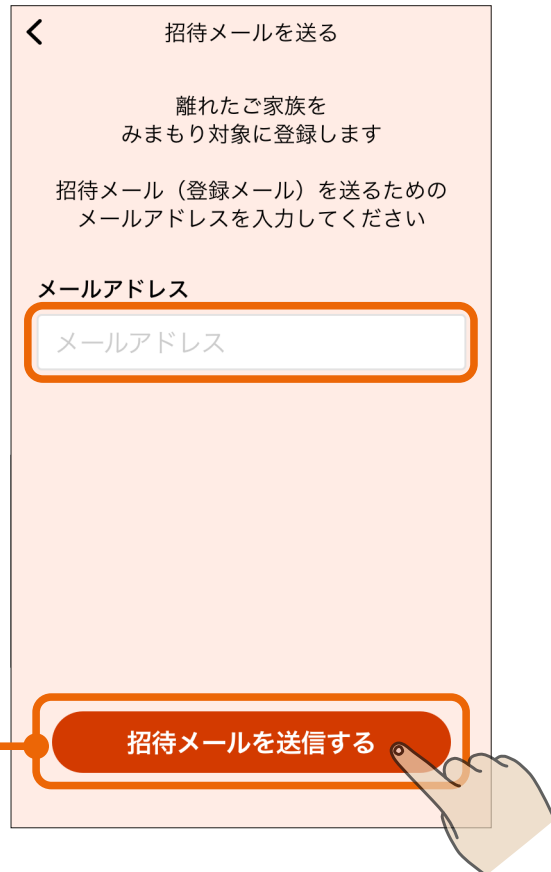 招待メールを送る
離れたご家族を
みまもり対象に登録します
招待メール（登録メール）を送るための
メールアドレスを入力してください
メールアドレス
メールアドレス
招待メールを送信する